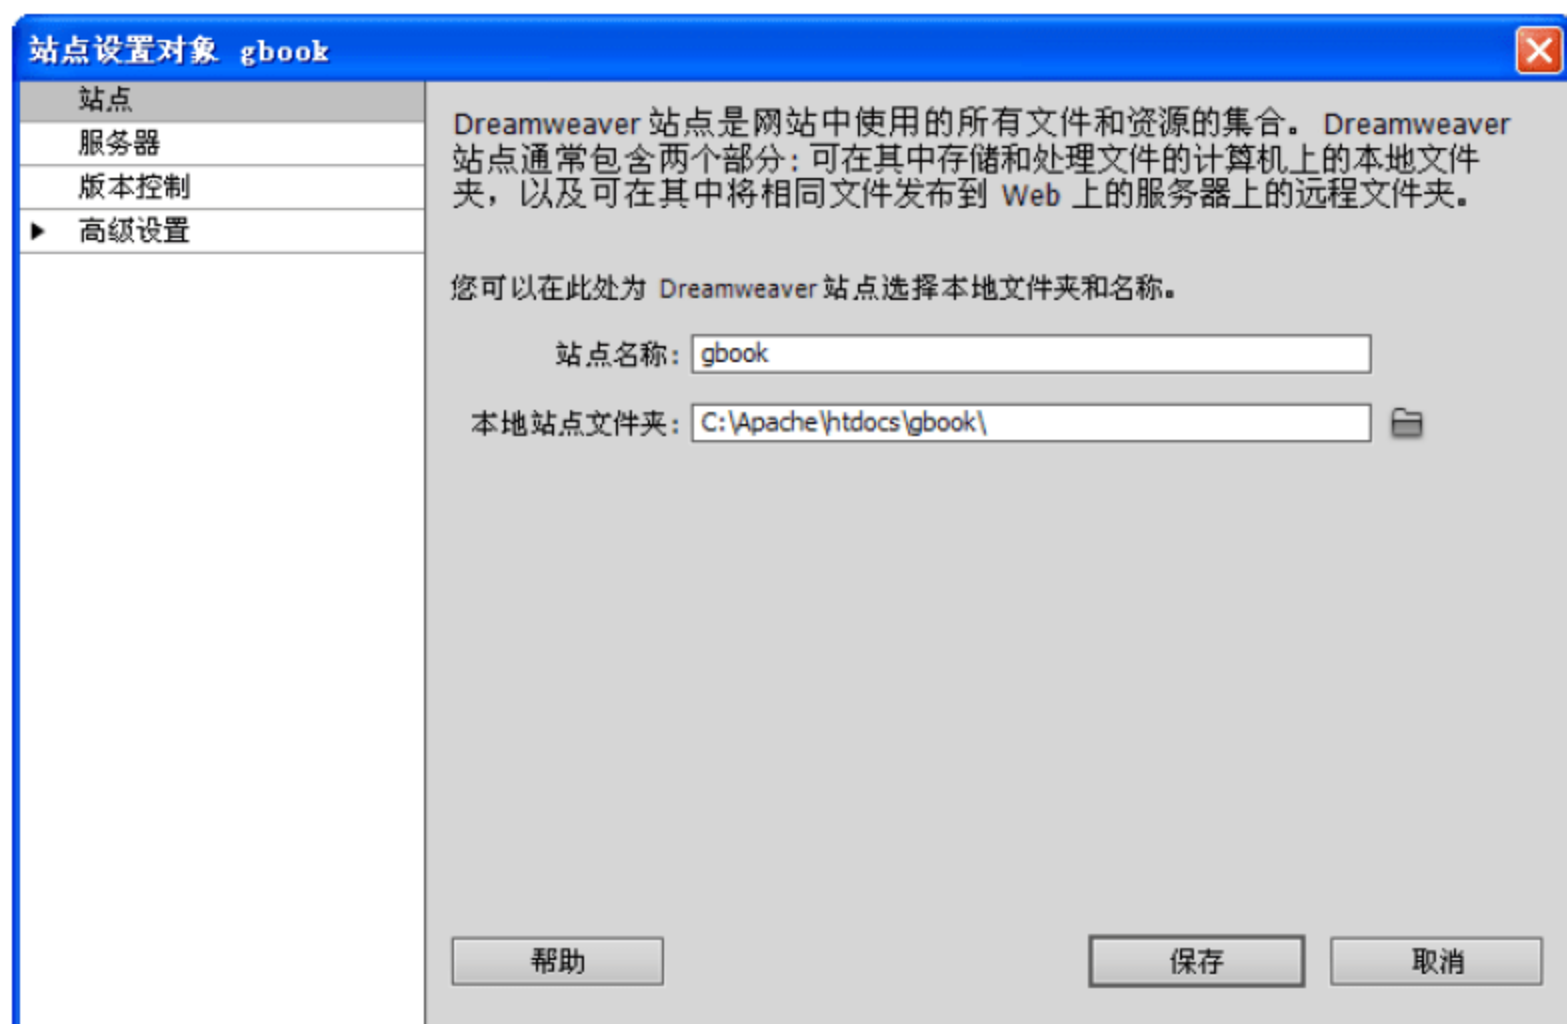 站点设置对象 gbook
站点
服务器
版本控制
高级设置
Dreamweaver 站点是网站中使用的所有文件和资源的集合。Dreamweaver
站点通常包含两个部分:可在其中存储和处理文件的计算机上的本地文件
夹，以及可在其中将相同文件发布到 Web 上的服务器上的远程文件夹。
您可以在此处为 Dreamweaver 站点选择本地文件夹和名称。
站点名称: gbook
本地站点文件夹: C:\Apache\htdocs\gbook\
帮助 保存 取消